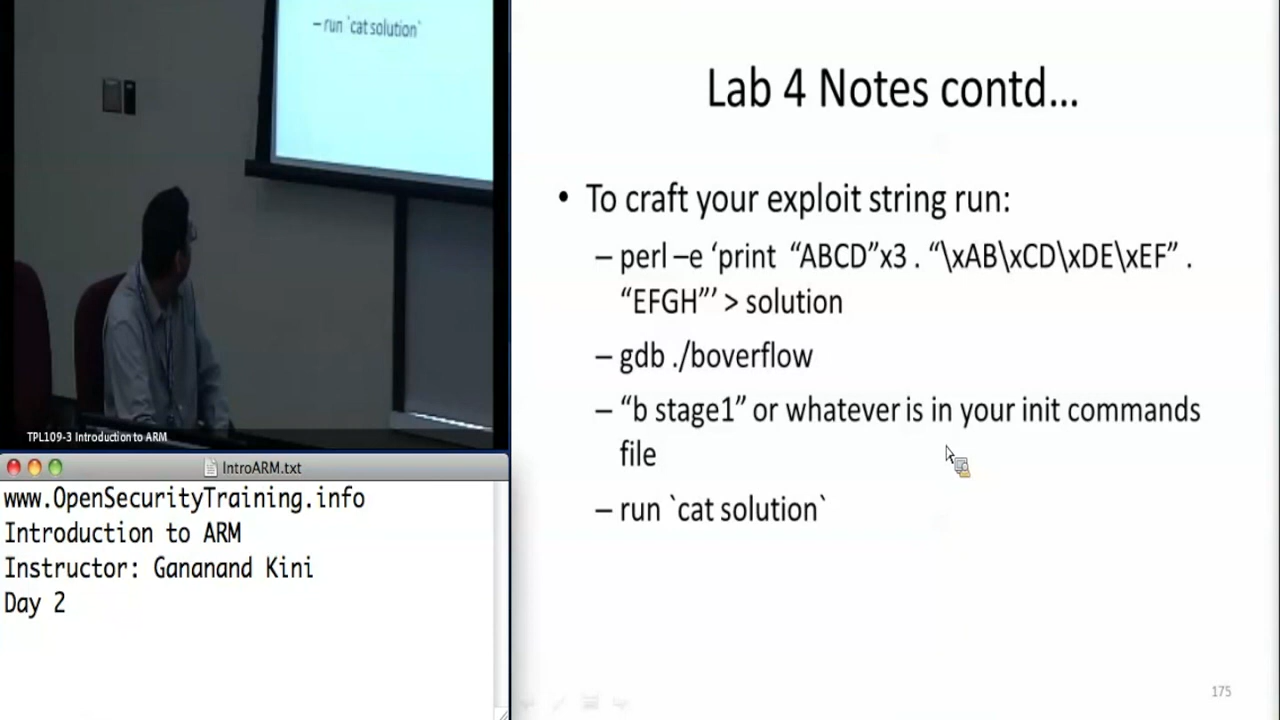 – run `cat solution`
TPL109-3 Introduction to ARM
IntroARM.txt
www.OpenSecurityTraining.info
Introduction to ARM
Instructor: Gananand Kini
Day 2
Lab 4 Notes contd...
• To craft your exploit string run:
– perl –e ‘print “ABCD”x3 . “\xAB\xCD\xDE\xEF” .
“EFGH”’ > solution
– gdb ./boverflow
– “b stage1” or whatever is in your init commands
file
– run `cat solution`
175